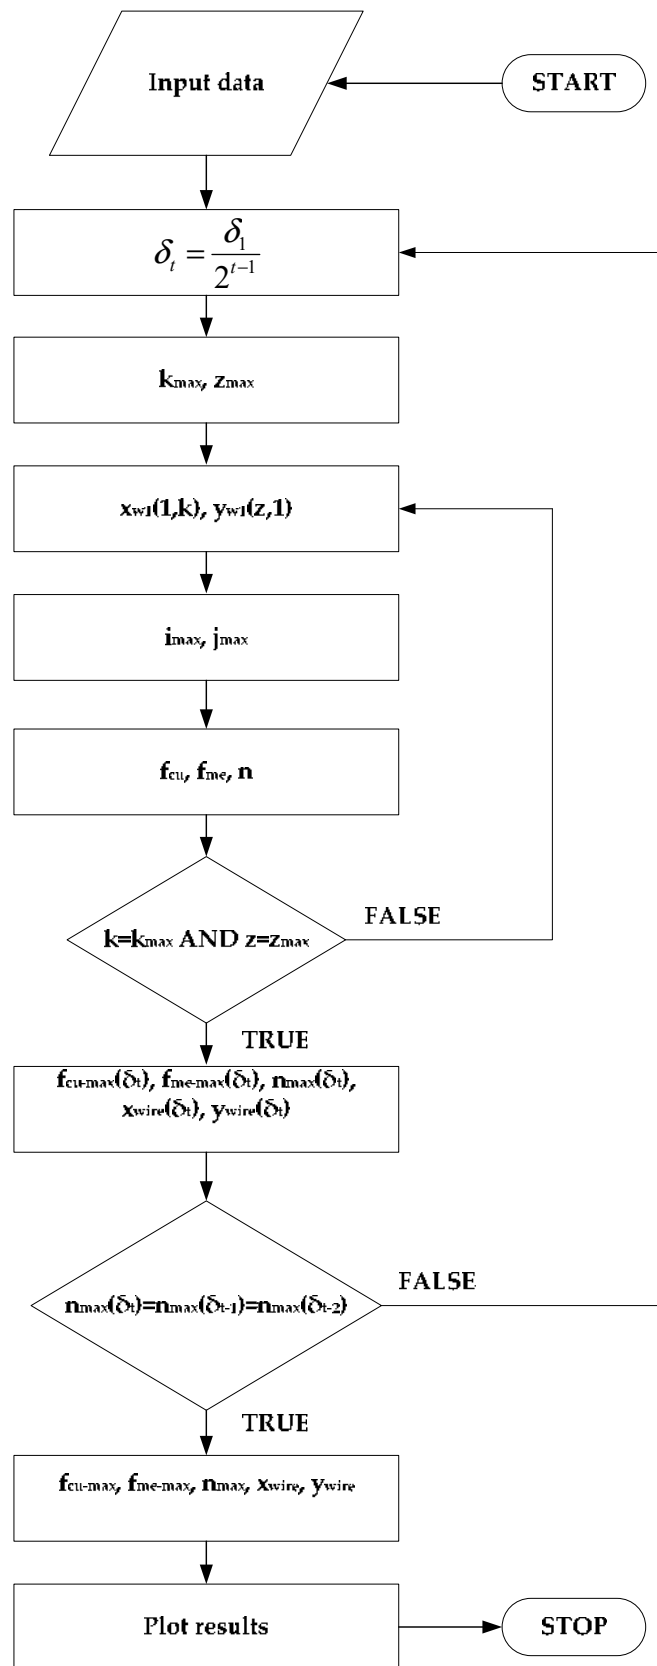 Input data
START
δₜ = δ₁ / 2ᵗ⁻¹
kmax, zmax
xw1(1,k), yw1(z,1)
imax, jmax
fcu, fme, n
k=kmax AND z=zmax
FALSE
TRUE
fcu-max(δt), fme-max(δt), nmax(δt),
xwire(δt), ywire(δt)
nmax(δt)=nmax(δt-1)=nmax(δt-2)
FALSE
TRUE
fcu-max, fme-max, nmax, xwire, ywire
Plot results
STOP